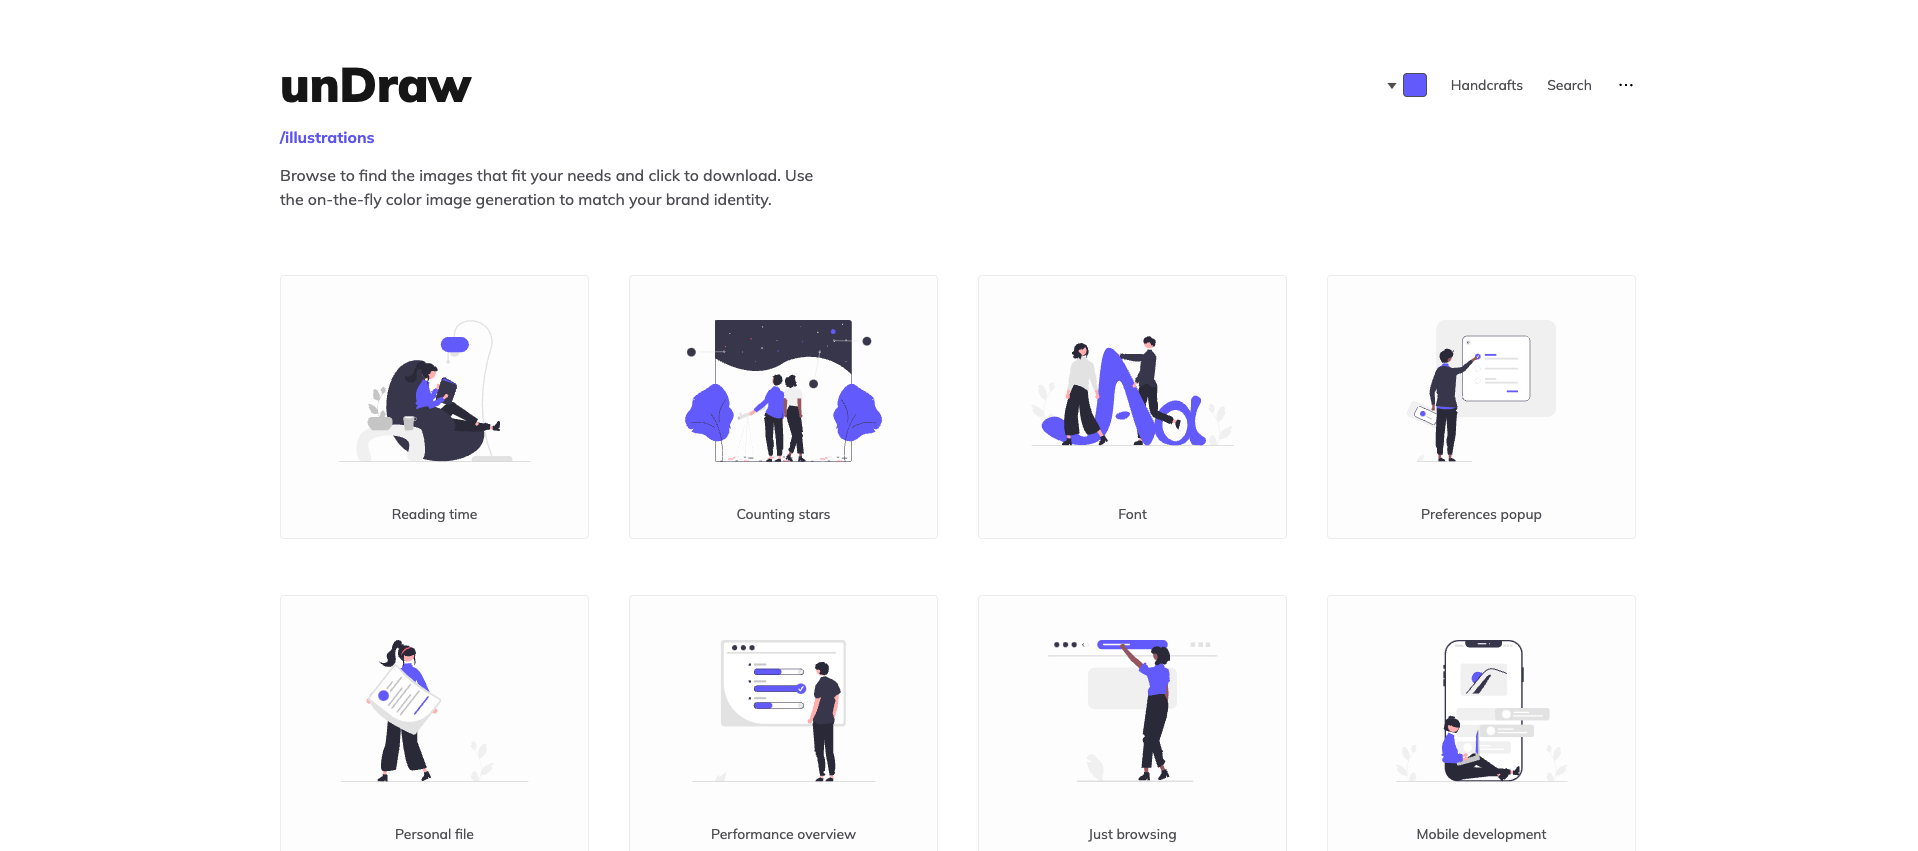 unDraw
Handcrafts
Search
/illustrations
Browse to find the images that fit your needs and click to download. Use
the on-the-fly color image generation to match your brand identity.
Reading time
Counting stars
Font
Preferences popup
Personal file
Performance overview
Just browsing
Mobile development